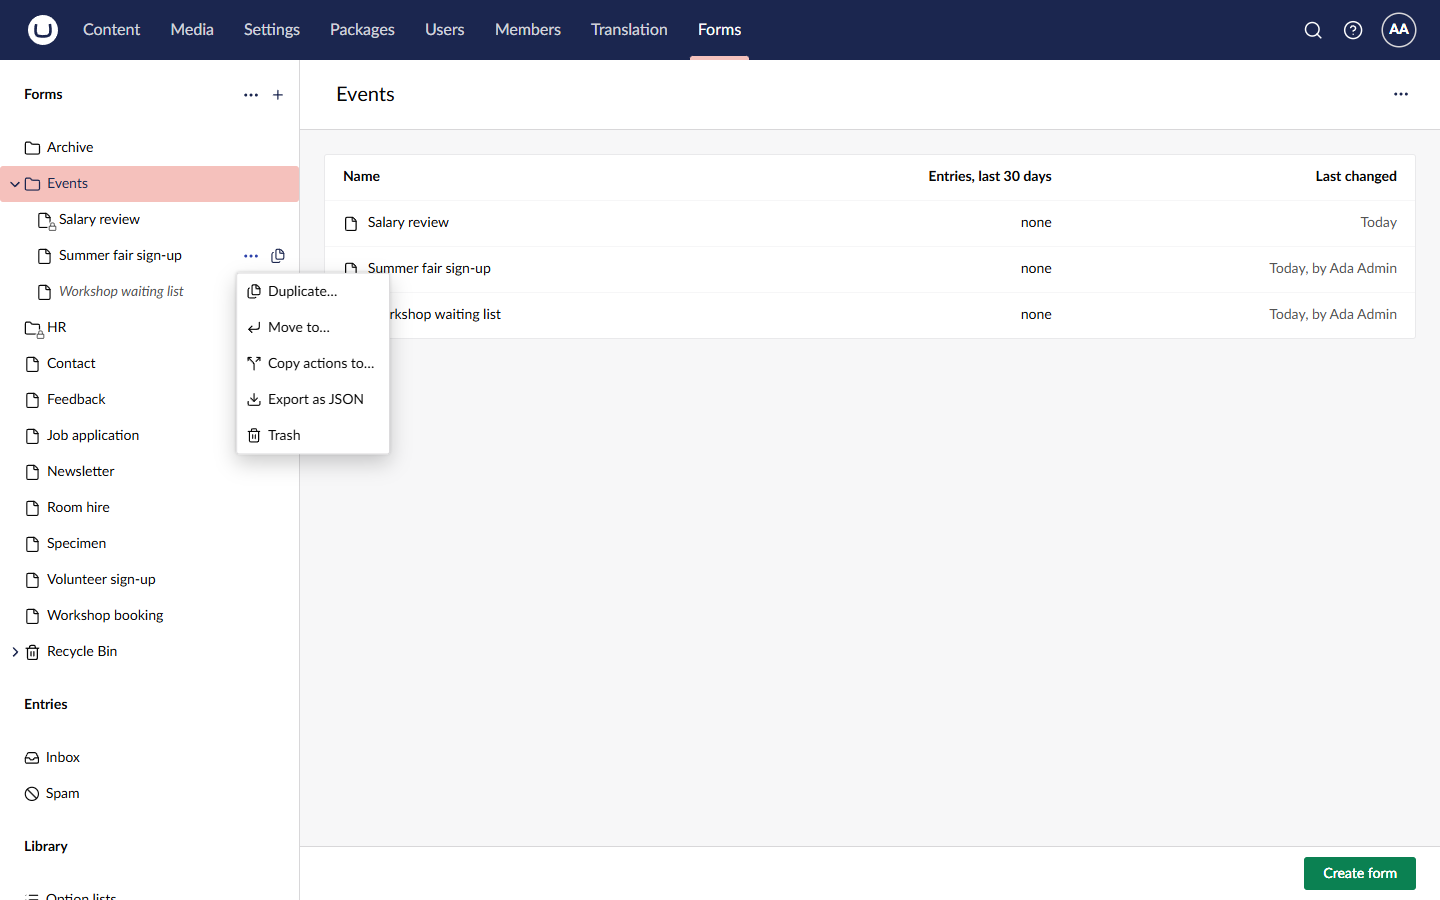 Content Media Settings Packages Users Members Translation Forms AA
Forms
Archive
Events
Salary review
Summer fair sign-up
Workshop waiting list
HR
Contact
Feedback
Job application
Newsletter
Room hire
Specimen
Volunteer sign-up
Workshop booking
Recycle Bin
Entries
Inbox
Spam
Library
Option lists
Duplicate...
Move to...
Copy actions to...
Export as JSON
Trash
Events
Name Entries, last 30 days Last changed
Salary review none Today
Summer fair sign-up none Today, by Ada Admin
rkshop waiting list none Today, by Ada Admin
Create form